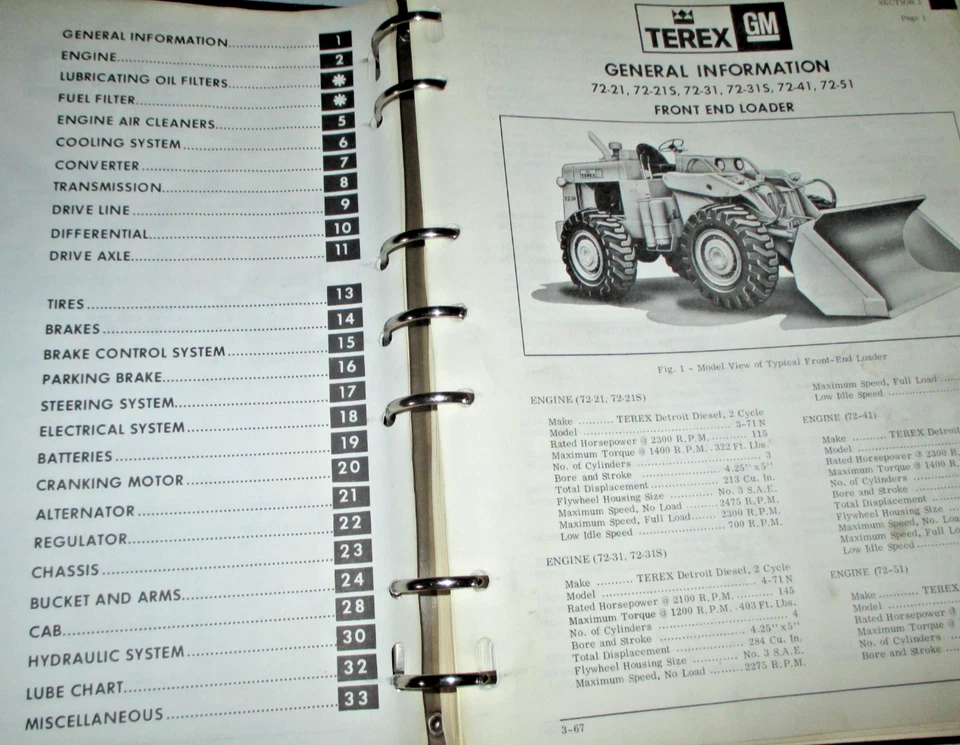 GENERAL INFORMATION 1
ENGINE 2
LUBRICATING OIL FILTERS *
FUEL FILTER *
ENGINE AIR CLEANERS 5
COOLING SYSTEM 6
CONVERTER 7
TRANSMISSION 8
DRIVE LINE 9
DIFFERENTIAL 10
DRIVE AXLE 11
TIRES 13
BRAKES 14
BRAKE CONTROL SYSTEM 15
PARKING BRAKE 16
STEERING SYSTEM 17
ELECTRICAL SYSTEM 18
BATTERIES 19
CRANKING MOTOR 20
ALTERNATOR 21
REGULATOR 22
CHASSIS 23
BUCKET AND ARMS 24
CAB 28
HYDRAULIC SYSTEM 30
LUBE CHART 32
MISCELLANEOUS 33
SECTION 1
Page 1
TEREX GM
GENERAL INFORMATION
72-21, 72-21S, 72-31, 72-31S, 72-41, 72-51
FRONT END LOADER
TEREX
Fig. 1 - Model View of Typical Front-End Loader
ENGINE (72-21, 72-21S)
Make .......... TEREX Detroit Diesel, 2 Cycle
Model .......... 3-71N
Rated Horsepower @ 2300 R.P.M. .......... 115
Maximum Torque @ 1400 R.P.M. . 322 Ft. Lbs.
No. of Cylinders .......... 3
Bore and Stroke .......... 4.25" x 5"
Total Displacement .......... 213 Cu. In.
Flywheel Housing Size .......... No. 3 S.A.E.
Maximum Speed, No Load .......... 2475 R.P.M.
Maximum Speed, Full Load ....... 2300 R.P.M.
Low Idle Speed .......... 700 R.P.M.
ENGINE (72-31, 72-31S)
Make .......... TEREX Detroit Diesel, 2 Cycle
Model .......... 4-71N
Rated Horsepower @ 2100 R.P.M. .......... 145
Maximum Torque @ 1200 R.P.M. . 403 Ft. Lbs.
No. of Cylinders .......... 4
Bore and Stroke .......... 4.25" x 5"
Total Displacement .......... 284 Cu. In.
Flywheel Housing Size .......... No. 3 S.A.E.
Maximum Speed, No Load .......... 2275 R.P.M.
Maximum Speed, Full Load
Low Idle Speed
ENGINE (72-41)
Make .......... TEREX Detroit
Model
Rated Horsepower @ 2300 R.
Maximum Torque @ 1400 R.
No. of Cylinders
Bore and Stroke
Total Displacement
Flywheel Housing Size
Maximum Speed, No Loa
Maximum Speed, Full Lo
Low Idle Speed
ENGINE (72-51)
Make .......... TEREX
Model
Rated Horsepower @
Maximum Torque @
No. of Cylinders
Bore and Stroke
3-67